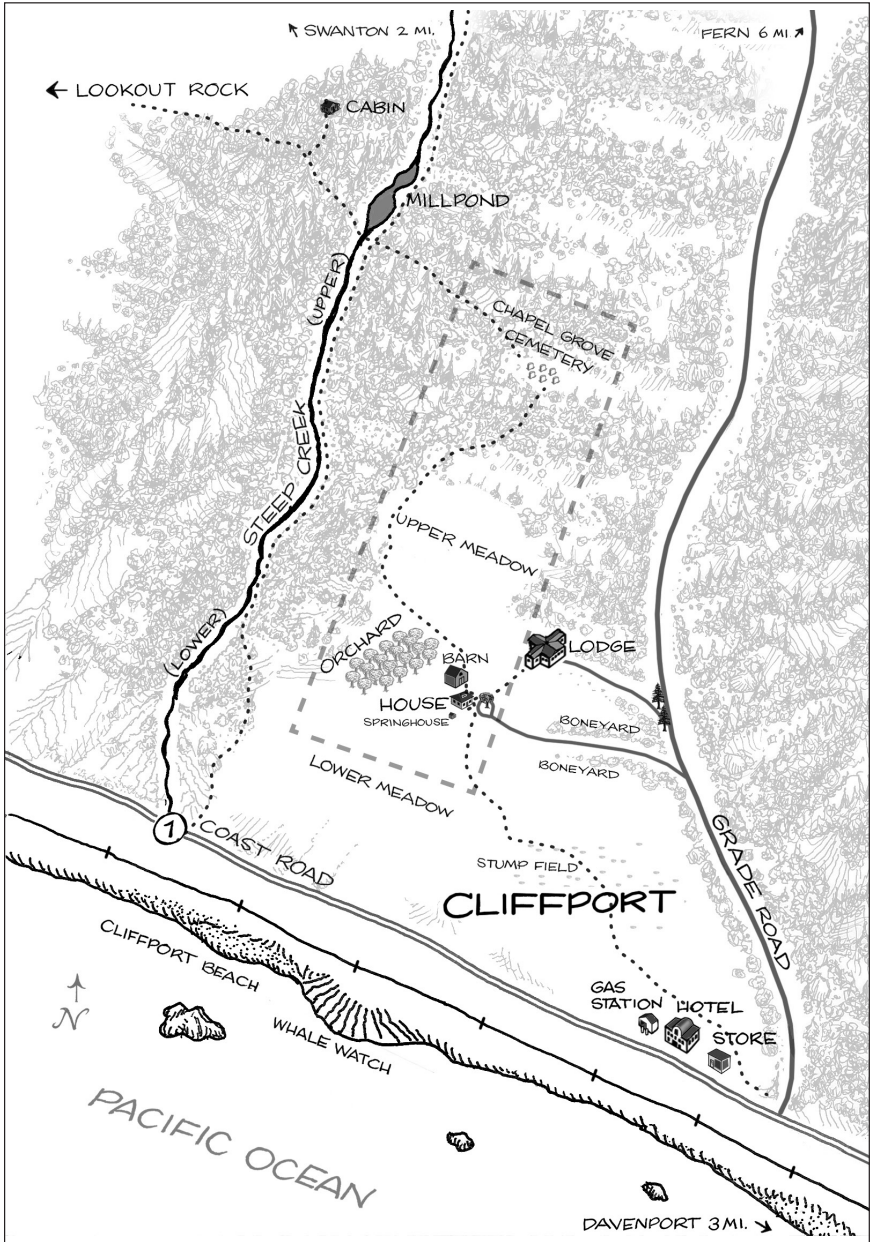 SWANTON 2 MI.
FERN 6 MI.
LOOKOUT ROCK
CABIN
MILLPOND
(UPPER)
CHAPEL GROVE
CEMETERY
STEEP CREEK
UPPER MEADOW
(LOWER)
ORCHARD
BARN
LODGE
HOUSE
SPRINGHOUSE
BONEYARD
BONEYARD
LOWER MEADOW
1
COAST ROAD
GRADE ROAD
STUMP FIELD
CLIFFPORT
CLIFFPORT BEACH
GAS
STATION
HOTEL
STORE
N
WHALE WATCH
PACIFIC OCEAN
DAVENPORT 3 MI.